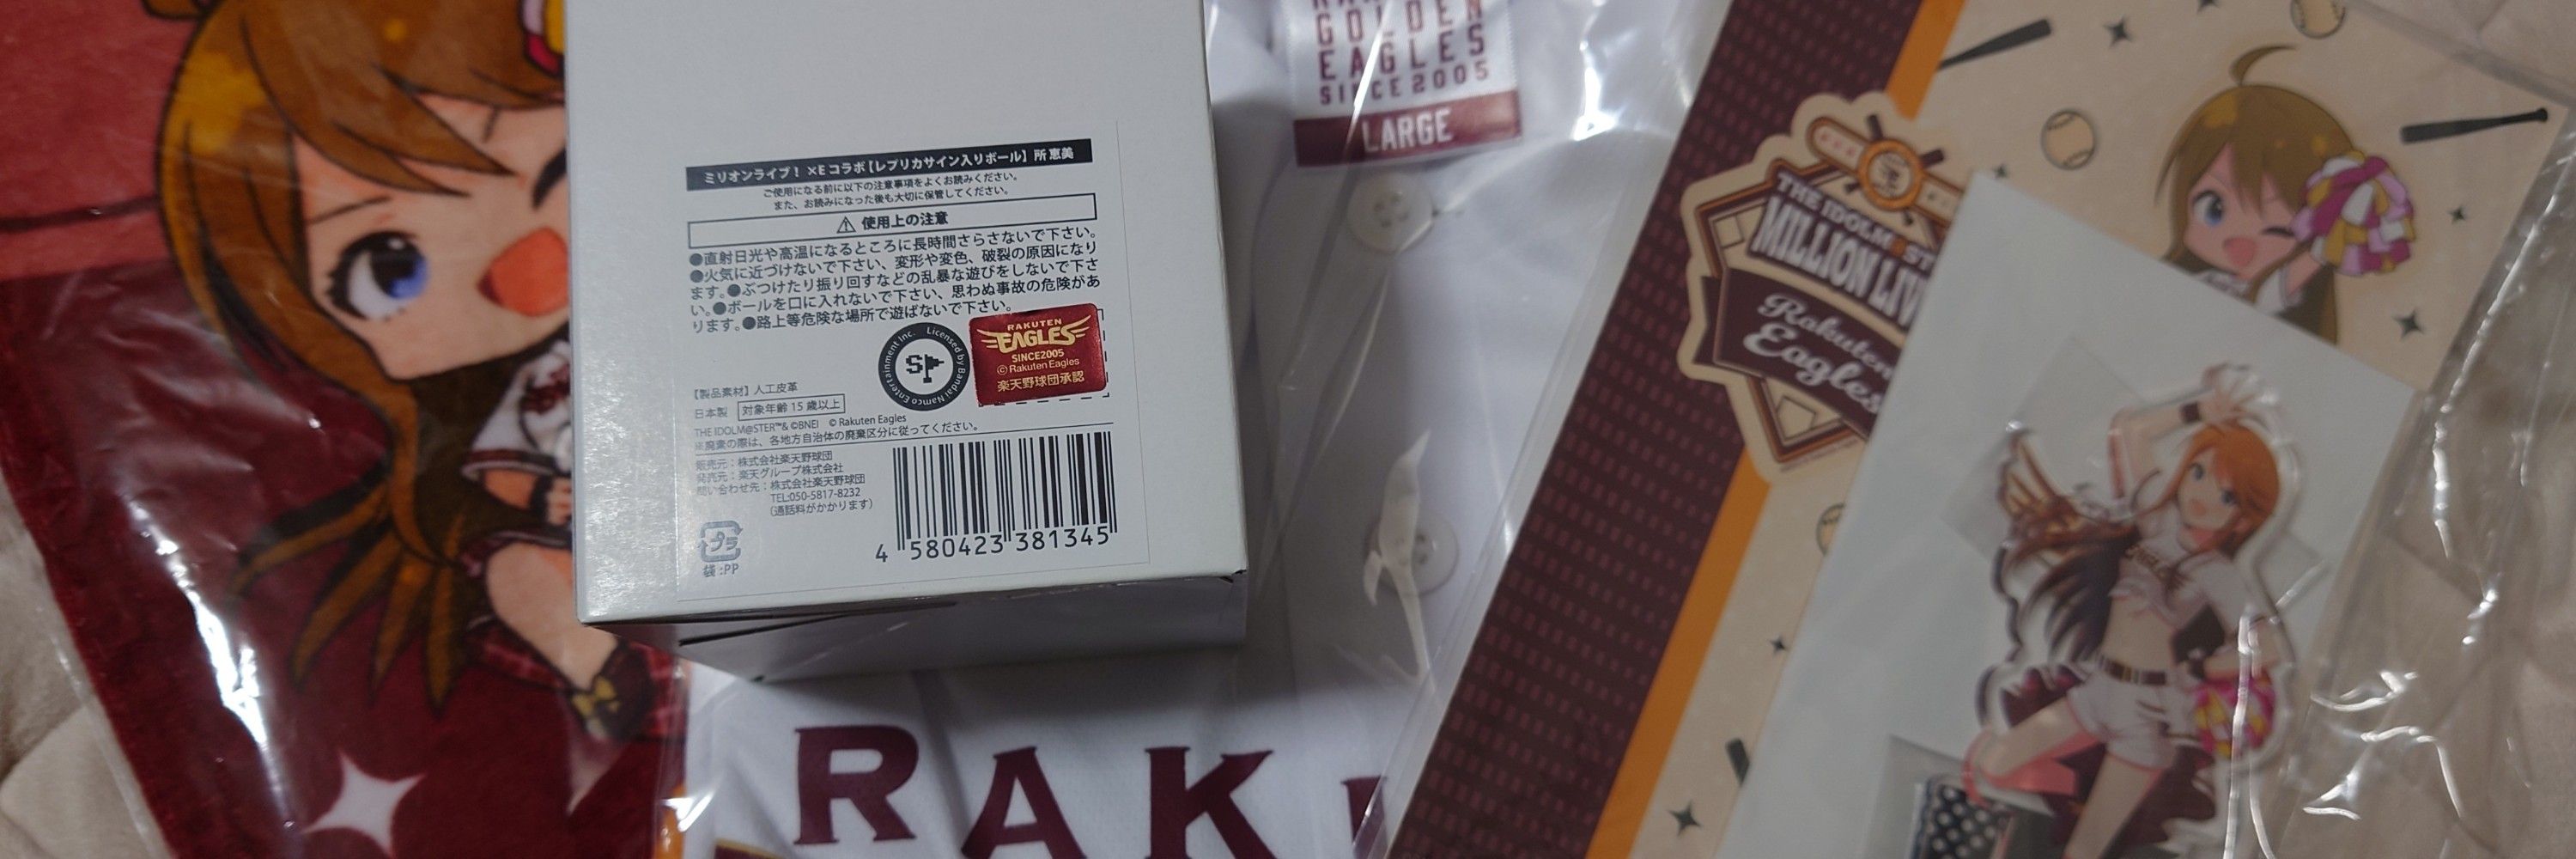 ミリオンライブ！×Eコラボ【レプリカサイン入りボール】所 恵美
ご使用になる前に以下の注意事項をよくお読みください。
また、お読みになった後も大切に保管してください。
⚠ 使用上の注意
●直射日光や高温になるところに長時間さらさないで下さい。
●火気に近づけないで下さい、変形や変色、破裂の原因になり
ます。●ぶつけたり振り回すなどの乱暴な遊びをしないで下さ
い。●ボールを口に入れないで下さい、思わぬ事故の危険があ
ります。●路上等危険な場所で遊ばないで下さい。
Licensed by Bandai Namco Entertainment Inc.
RAKUTEN
EAGLES
SINCE2005
© Rakuten Eagles
楽天野球団承認
【製品素材】人工皮革
日本製 対象年齢 15 歳以上
THE IDOLM@STER™& ©BNEI © Rakuten Eagles
※廃棄の際は、各地方自治体の廃棄区分に従ってください。
販売元：株式会社楽天野球団
発売元：楽天グループ株式会社
問い合わせ先：株式会社楽天野球団
TEL:050-5817-8232
（通話料がかかります）
プラ
袋:PP
4 580423 381345
GOLDEN
EAGLES
SINCE 2005
LARGE
RAK
THE IDOLM@ST
MILLION LIV
Rakuten
Eagles